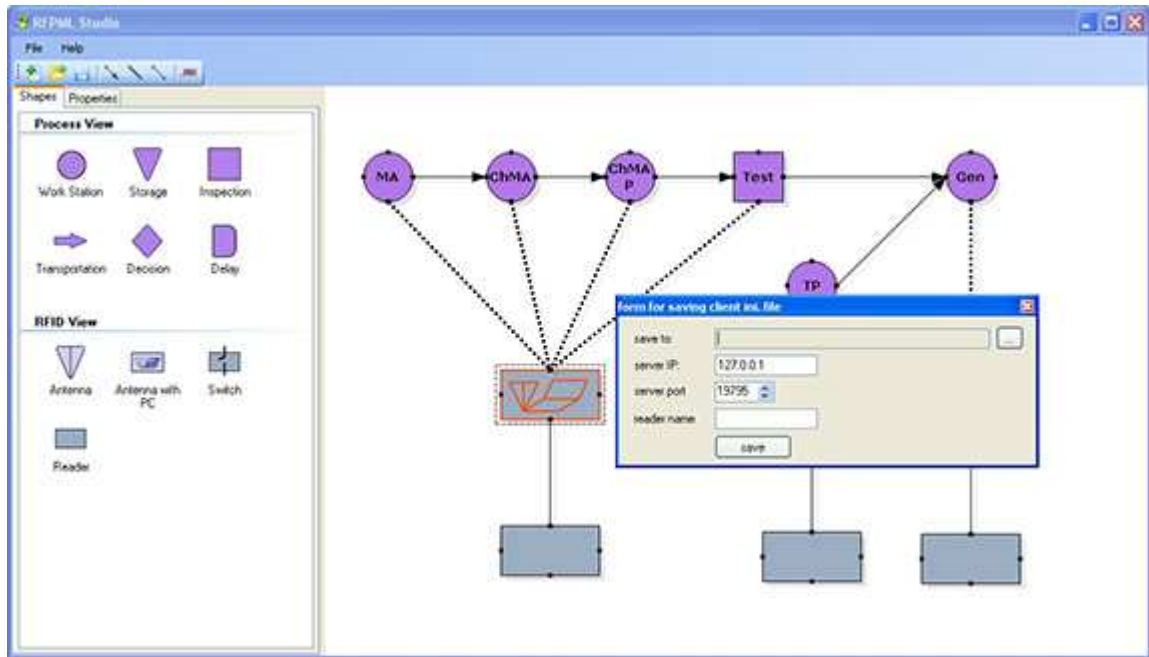 RFPML Studio
File Help
Shapes Properties
Process View
Work Station Storage Inspection
Transportation Decision Delay
RFID View
Antenna Antenna with PC Switch
Reader
MA ChMA ChMA P Test Gen
TP
form for saving client ini. file
save to: ...
server IP: 127.0.0.1
server port 19795
reader name
save